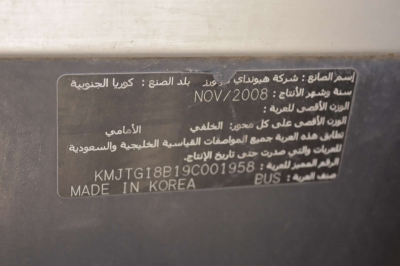 إسم الصانع : شركة هيونداي موتورز بلد الصنع : كوريا الجنوبية
سنة وشهر الأنتاج : NOV/2008
الوزن الأقصى للعربة :
الوزن الأقصى على كل محور: الخلفي الأمامي
تطابق هذه العربة جميع المواصفات القياسية الخليجية والسعودية
للعربات والتي صدرت حتى تاريخ الإنتاج.
الرقم المميز للعربة : KMJTG18B19C001958
صنف العربة : BUS MADE IN KOREA